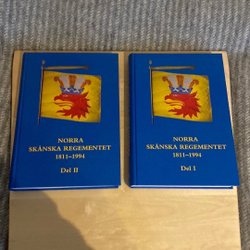 NORRA
SKÅNSKA REGEMENTET
1811–1994
Del II
NORRA
SKÅNSKA REGEMENTET
1811–1994
Del I